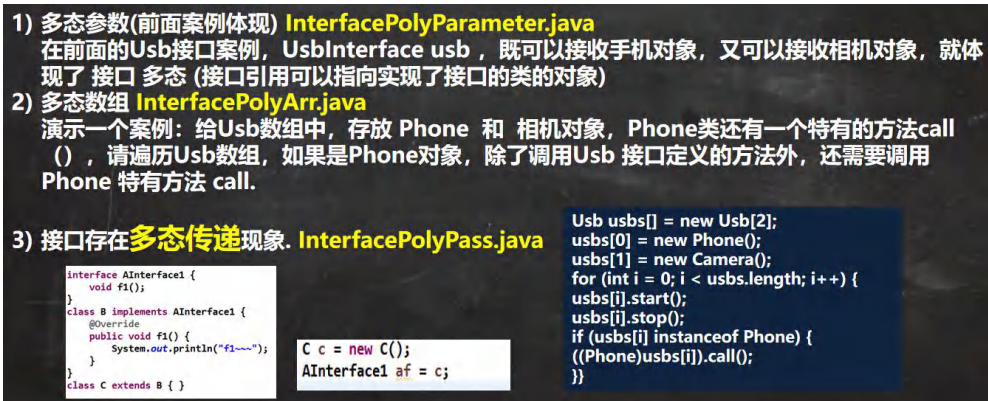 1) 多态参数(前面案例体现) InterfacePolyParameter.java
在前面的Usb接口案例，UsbInterface usb ，既可以接收手机对象，又可以接收相机对象，就体
现了 接口 多态 (接口引用可以指向实现了接口的类的对象)
2) 多态数组 InterfacePolyArr.java
演示一个案例：给Usb数组中，存放 Phone 和 相机对象，Phone类还有一个特有的方法call
（），请遍历Usb数组，如果是Phone对象，除了调用Usb 接口定义的方法外，还需要调用
Phone 特有方法 call.
3) 接口存在多态传递现象. InterfacePolyPass.java
interface AInterface1 {
void f1();
}
class B implements AInterface1 {
@Override
public void f1() {
System.out.println("f1~~~");
}
}
class C extends B { }
C c = new C();
AInterface1 af = c;
Usb usbs[] = new Usb[2];
usbs[0] = new Phone();
usbs[1] = new Camera();
for (int i = 0; i < usbs.length; i++) {
usbs[i].start();
usbs[i].stop();
if (usbs[i] instanceof Phone) {
((Phone)usbs[i]).call();
}}